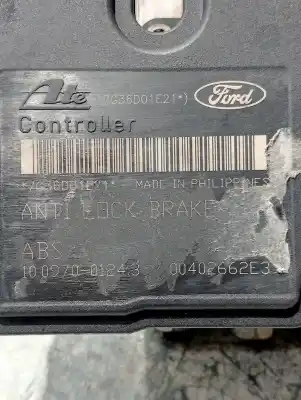 Ate
Ford
Controller
MADE IN PHILIPPINES
ANTI LOCK BRAKE
ABS
10.0970-0124.3 00402662E3